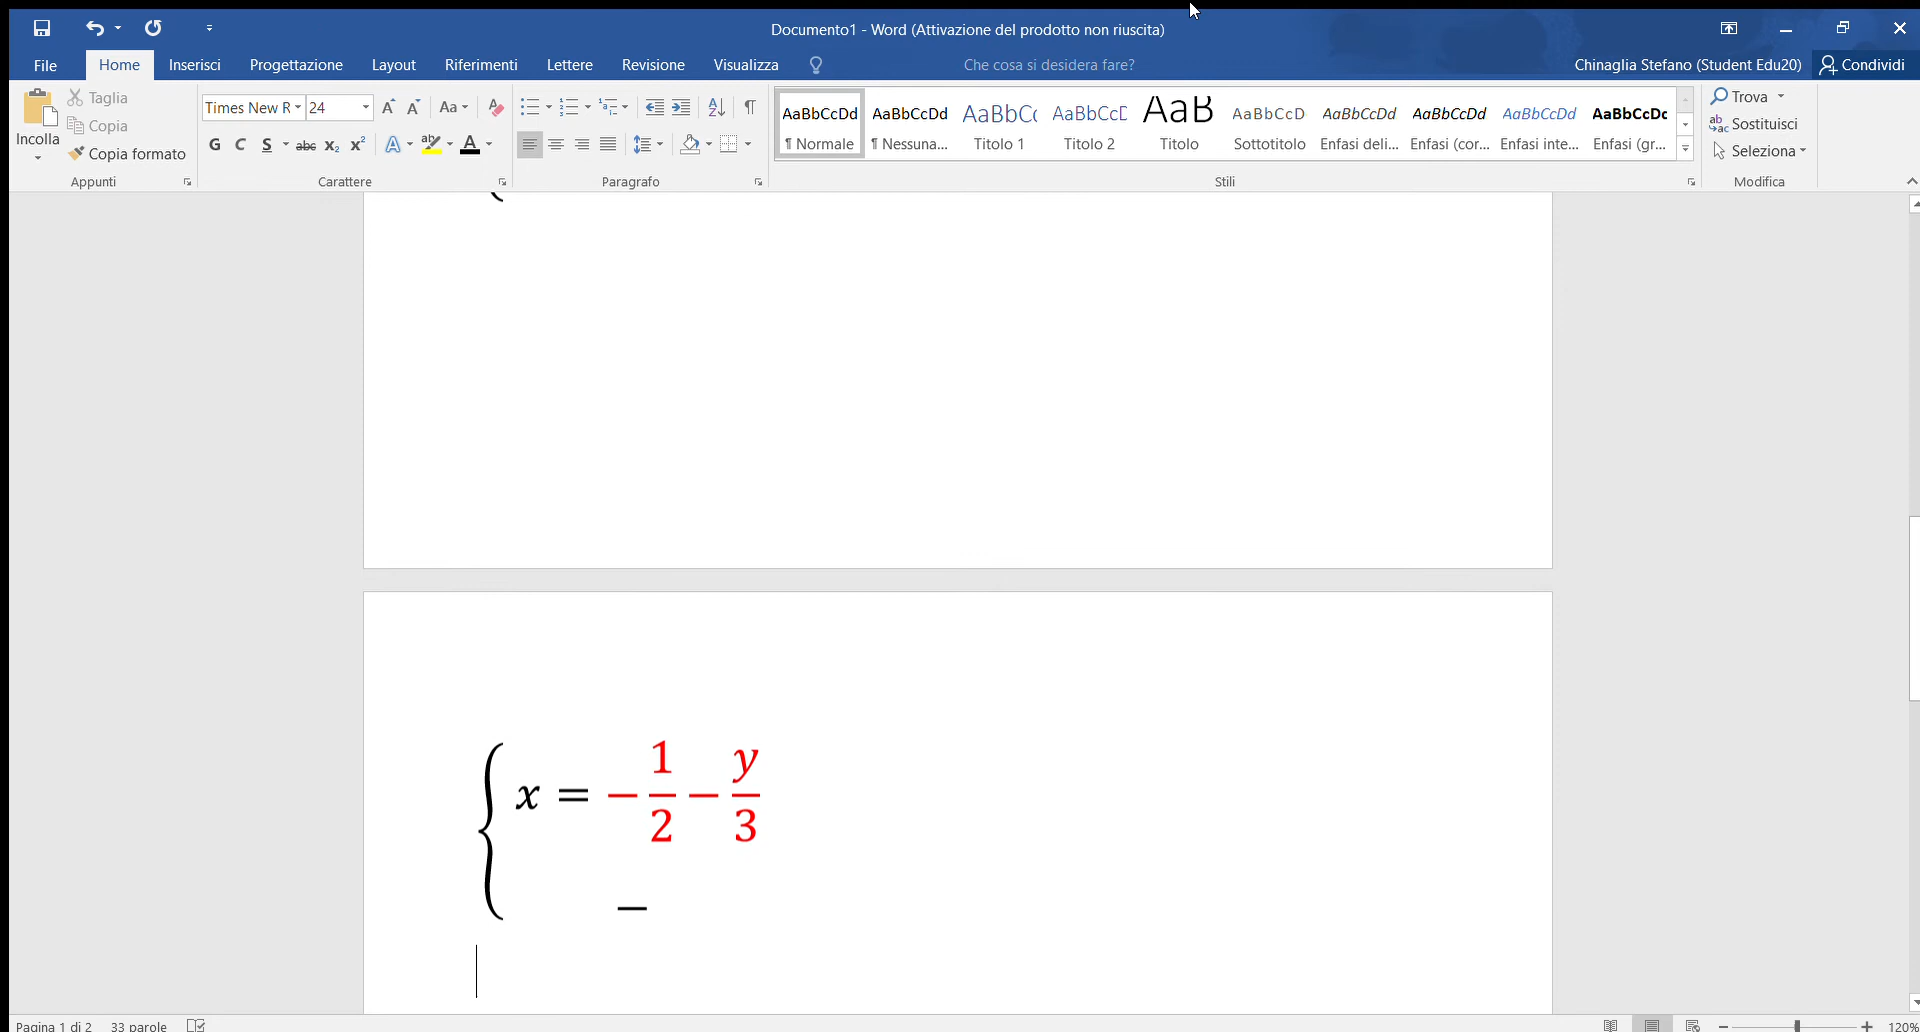 Documento1 - Word (Attivazione del prodotto non riuscita)
File Home Inserisci Progettazione Layout Riferimenti Lettere Revisione Visualizza Che cosa si desidera fare? Chinaglia Stefano (Student Edu20) Condividi
Incolla
Taglia
Copia
Copia formato
Appunti
Times New R 24
Aa
G C S abc x₂ x² A aby A
Carattere
Paragrafo
AaBbCcDd AaBbCcDd AaBbC AaBbCcE AaB AaBbCcD AaBbCcDd AaBbCcDd AaBbCcDd AaBbCcDc
¶ Normale ¶ Nessuna... Titolo 1 Titolo 2 Titolo Sottotitolo Enfasi deli... Enfasi (cor... Enfasi inte... Enfasi (gr...
Stili
Trova
Sostituisci
Seleziona
Modifica
{ x = − 1/2 − y/3
−
Pagina 1 di 2 33 parole 120%